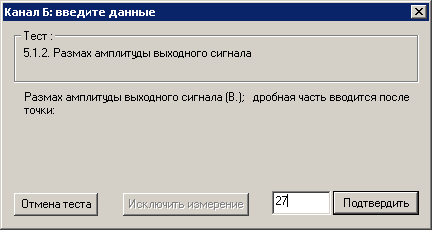 Канал Б: введите данные
Тест :
5.1.2. Размах амплитуды выходного сигнала
Размах амплитуды выходного сигнала (В.);  дробная часть вводится после
точки:
Отмена теста
Исключить измерение
27
Подтвердить